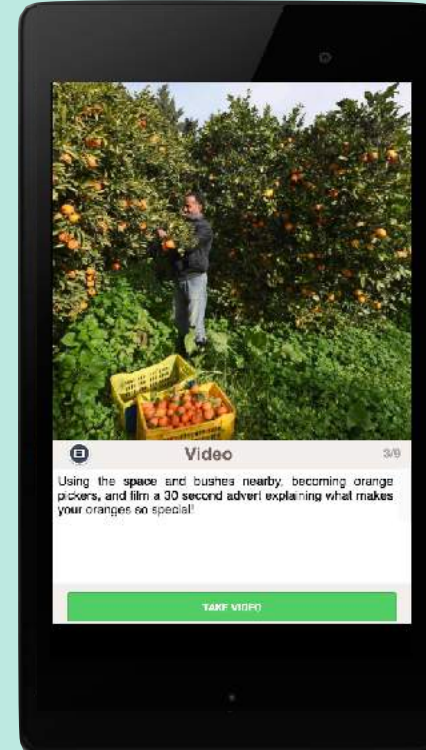 Video
3/9
Using the space and bushes nearby, becoming orange
pickers, and film a 30 second advert explaining what makes
your oranges so special!
TAKE VIDEO